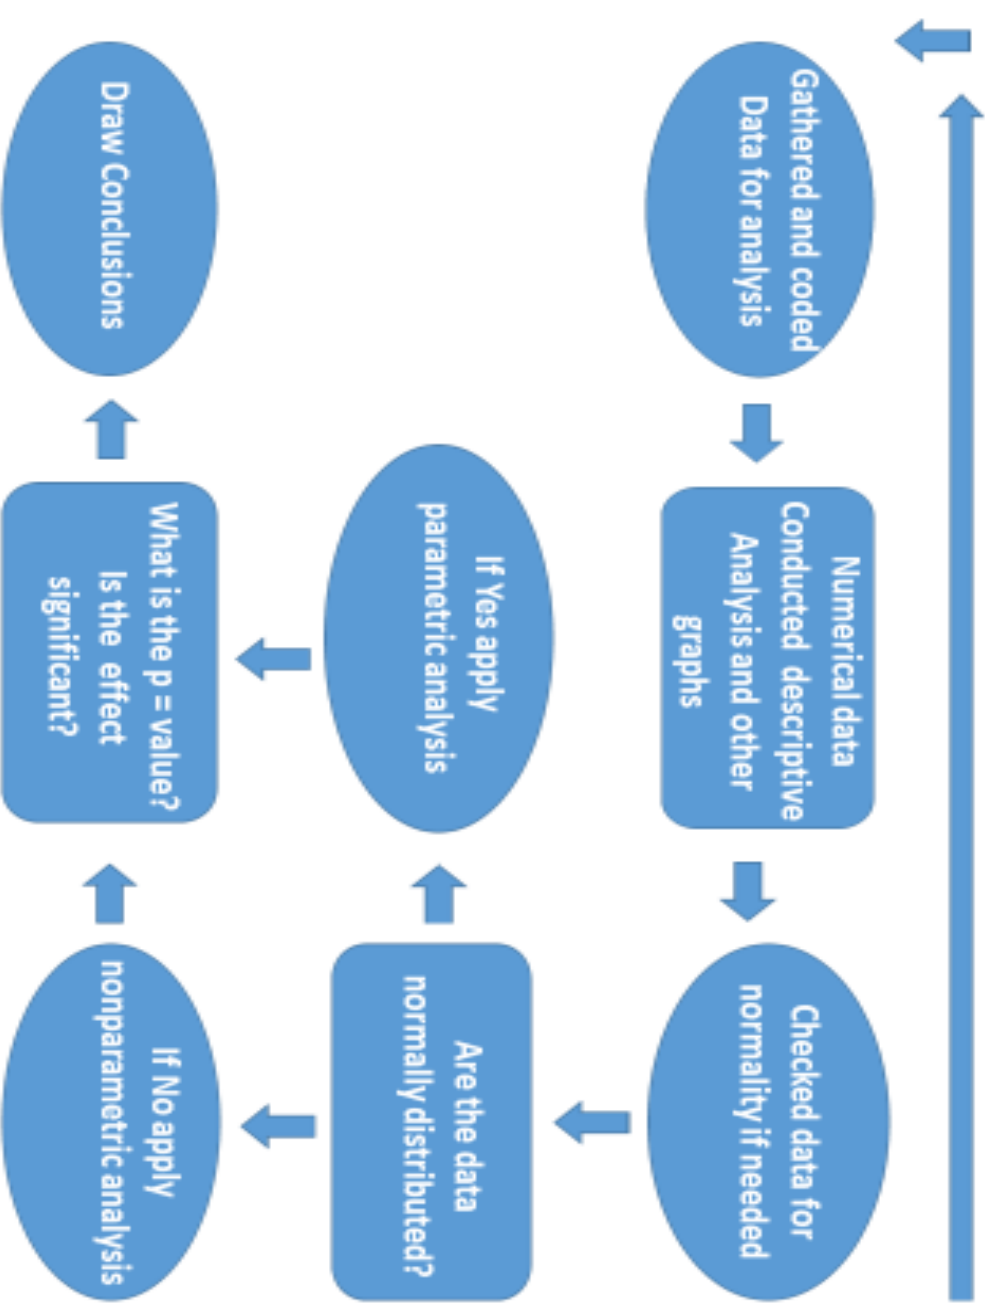 Gathered and coded
Data for analysis
Numerical data
Conducted descriptive
Analysis and other
graphs
Checked data for
normality if needed
If Yes apply
parametric analysis
Are the data
normally distributed?
Draw Conclusions
What is the p = value?
Is the effect
significant?
If No apply
nonparametric analysis